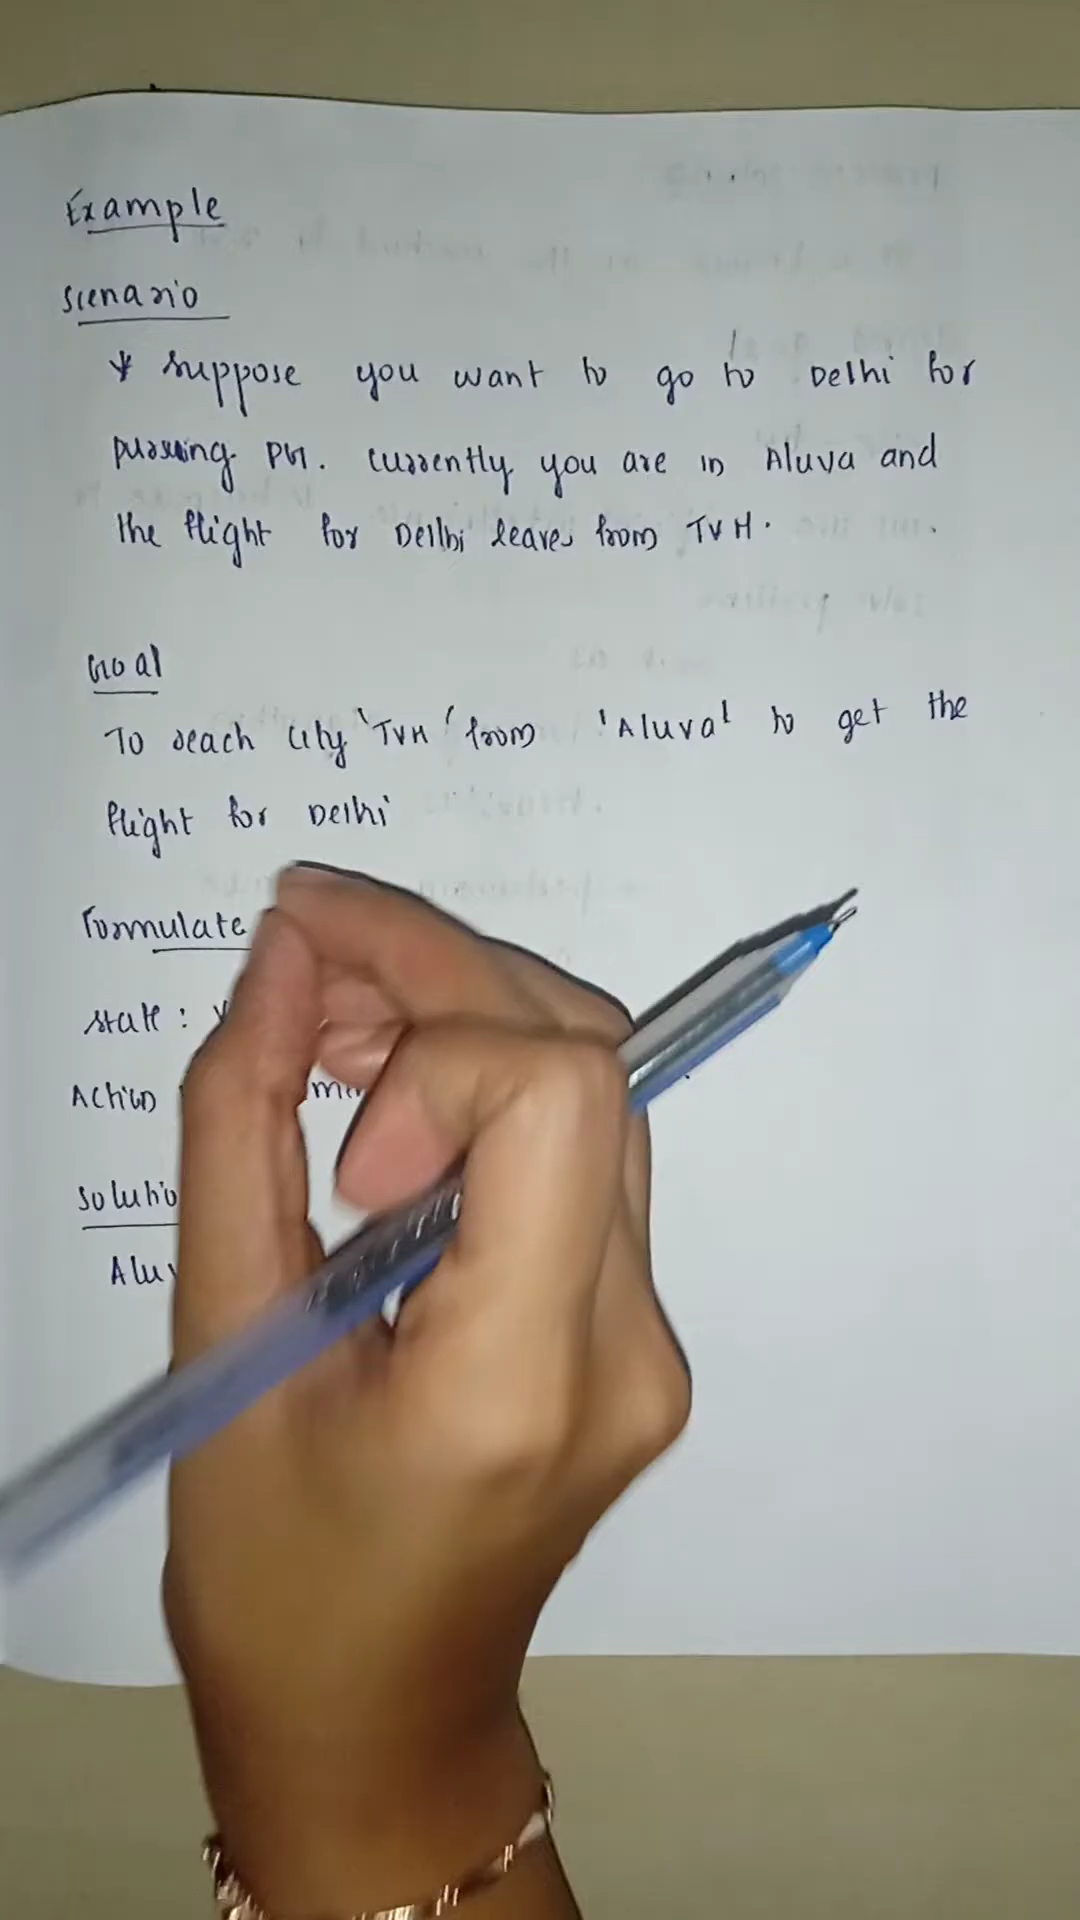 Example
Scenario
* Suppose you want to go to Delhi for
pursuing PG. Currently you are in Aluva and
the flight for Delhi leaves from TVM.
Goal
To reach city 'TVM' from 'Aluva' to get the
flight for Delhi
Formulate
state :
Action